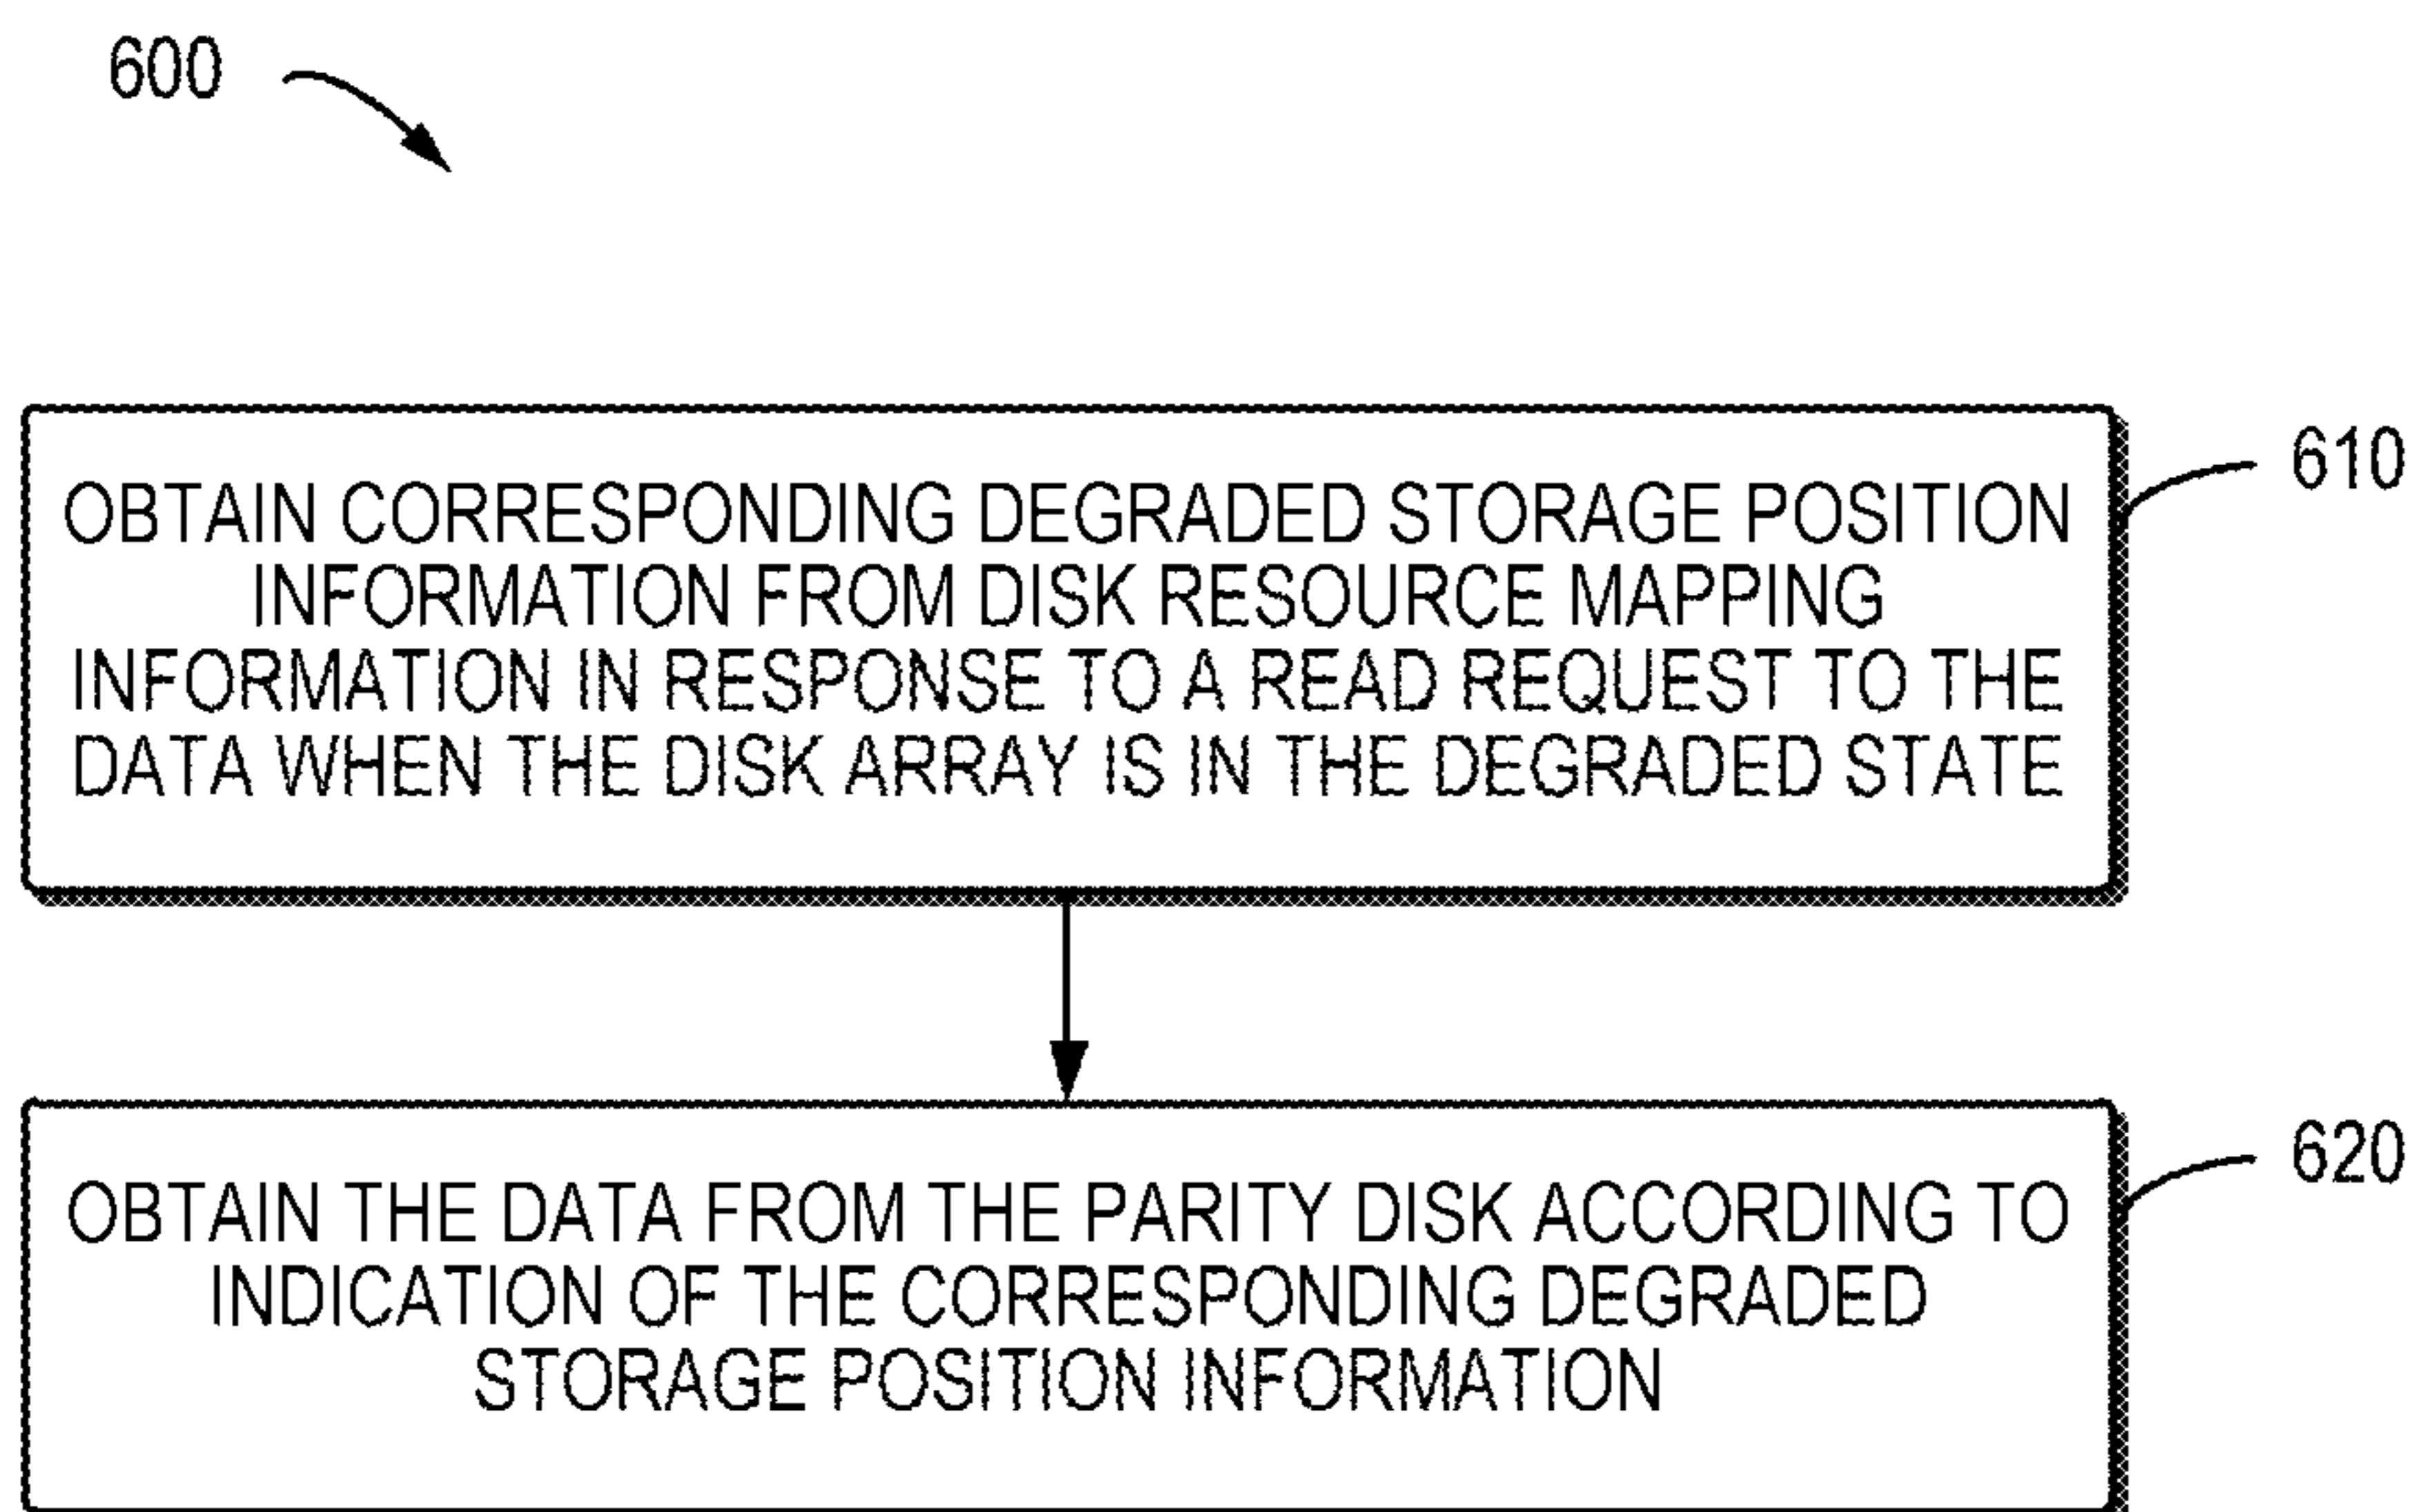 600
610
OBTAIN CORRESPONDING DEGRADED STORAGE POSITION
INFORMATION FROM DISK RESOURCE MAPPING
INFORMATION IN RESPONSE TO A READ REQUEST TO THE
DATA WHEN THE DISK ARRAY IS IN THE DEGRADED STATE
620
OBTAIN THE DATA FROM THE PARITY DISK ACCORDING TO
INDICATION OF THE CORRESPONDING DEGRADED
STORAGE POSITION INFORMATION